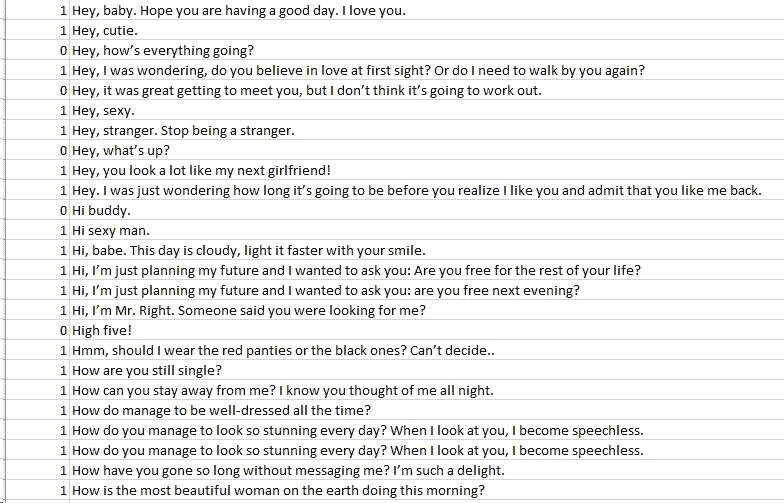 1 Hey, baby. Hope you are having a good day. I love you.
1 Hey, cutie.
0 Hey, how's everything going?
1 Hey, I was wondering, do you believe in love at first sight? Or do I need to walk by you again?
0 Hey, it was great getting to meet you, but I don't think it's going to work out.
1 Hey, sexy.
1 Hey, stranger. Stop being a stranger.
0 Hey, what's up?
1 Hey, you look a lot like my next girlfriend!
1 Hey. I was just wondering how long it's going to be before you realize I like you and admit that you like me back.
0 Hi buddy.
1 Hi sexy man.
1 Hi, babe. This day is cloudy, light it faster with your smile.
1 Hi, I'm just planning my future and I wanted to ask you: Are you free for the rest of your life?
1 Hi, I'm just planning my future and I wanted to ask you: are you free next evening?
1 Hi, I'm Mr. Right. Someone said you were looking for me?
0 High five!
1 Hmm, should I wear the red panties or the black ones? Can't decide..
1 How are you still single?
1 How can you stay away from me? I know you thought of me all night.
1 How do manage to be well-dressed all the time?
1 How do you manage to look so stunning every day? When I look at you, I become speechless.
1 How do you manage to look so stunning every day? When I look at you, I become speechless.
1 How have you gone so long without messaging me? I'm such a delight.
1 How is the most beautiful woman on the earth doing this morning?